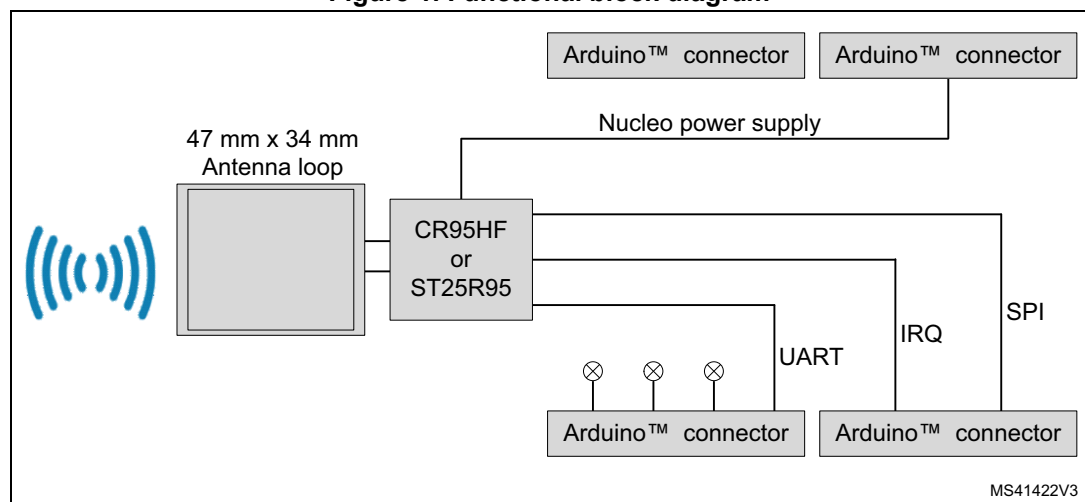 Figure 1. Functional block diagram
Arduino™ connector
Arduino™ connector
Nucleo power supply
47 mm x 34 mm
Antenna loop
CR95HF
or
ST25R95
SPI
IRQ
UART
Arduino™ connector
Arduino™ connector
MS41422V3